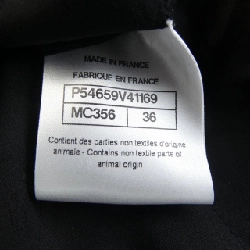 MADE IN FRANCE
FABRIQUE EN FRANCE
P54659V41169
MC356 36
Contient des parties non textiles d'origine
animale - Contains non textile parts of
animal origin